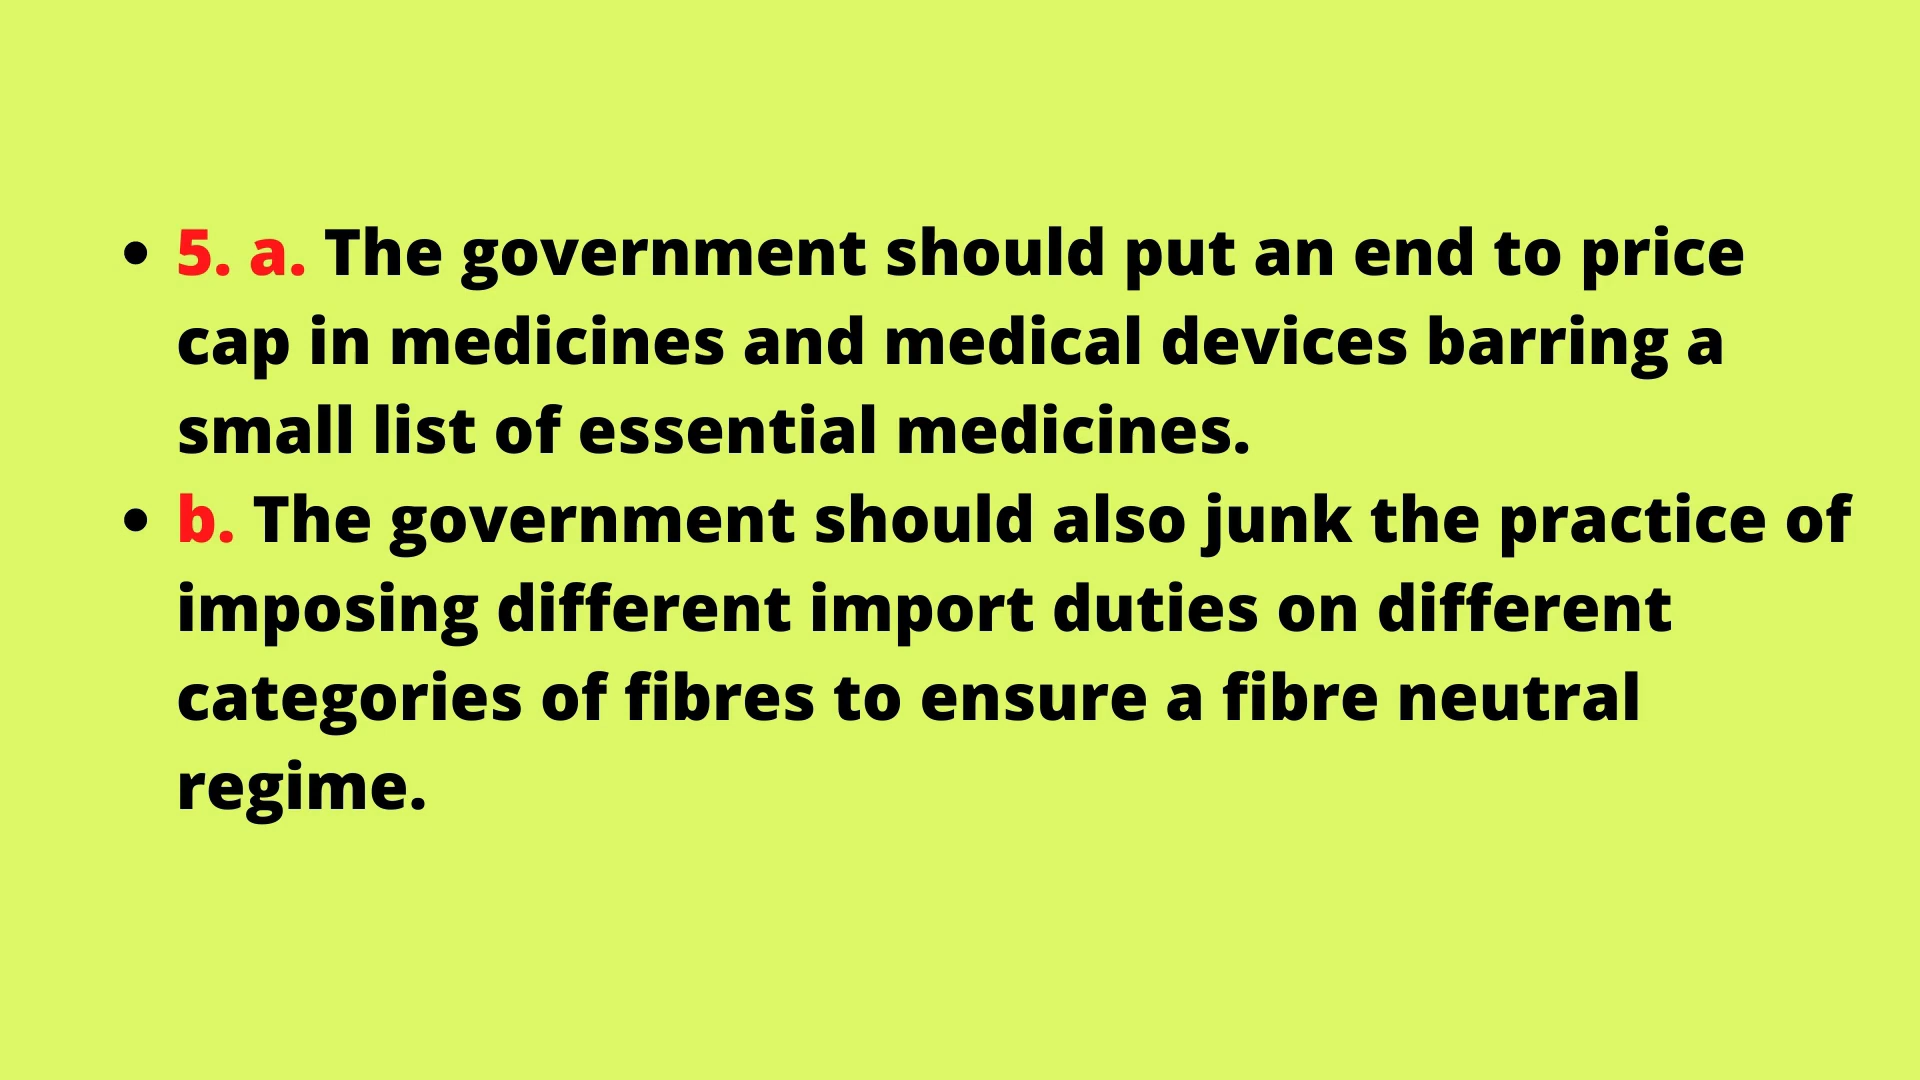 • 5. a. The government should put an end to price
cap in medicines and medical devices barring a
small list of essential medicines.
• b. The government should also junk the practice of
imposing different import duties on different
categories of fibres to ensure a fibre neutral
regime.